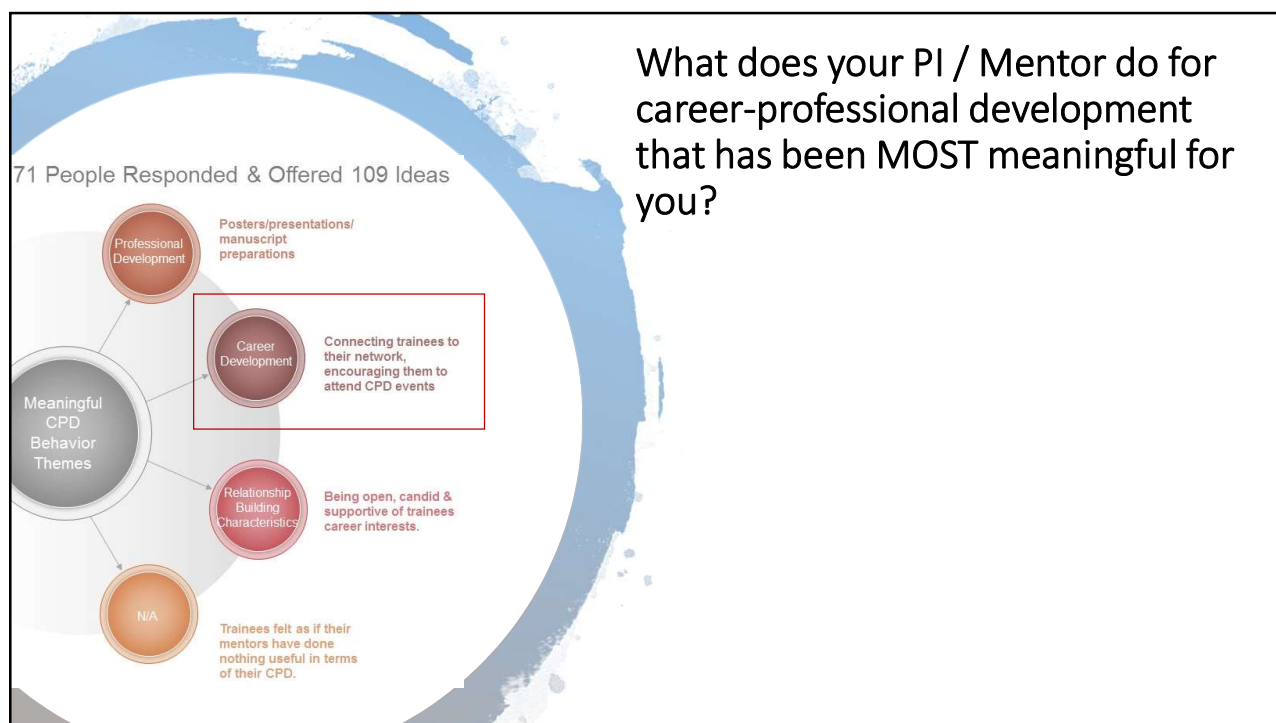 What does your PI / Mentor do for
career-professional development
that has been MOST meaningful for
you?
71 People Responded & Offered 109 Ideas
Professional
Development
Posters/presentations/
manuscript
preparations
Career
Development
Connecting trainees to
their network,
encouraging them to
attend CPD events
Meaningful
CPD
Behavior
Themes
Relationship
Building
Characteristics
Being open, candid &
supportive of trainees
career interests.
N/A
Trainees felt as if their
mentors have done
nothing useful in terms
of their CPD.